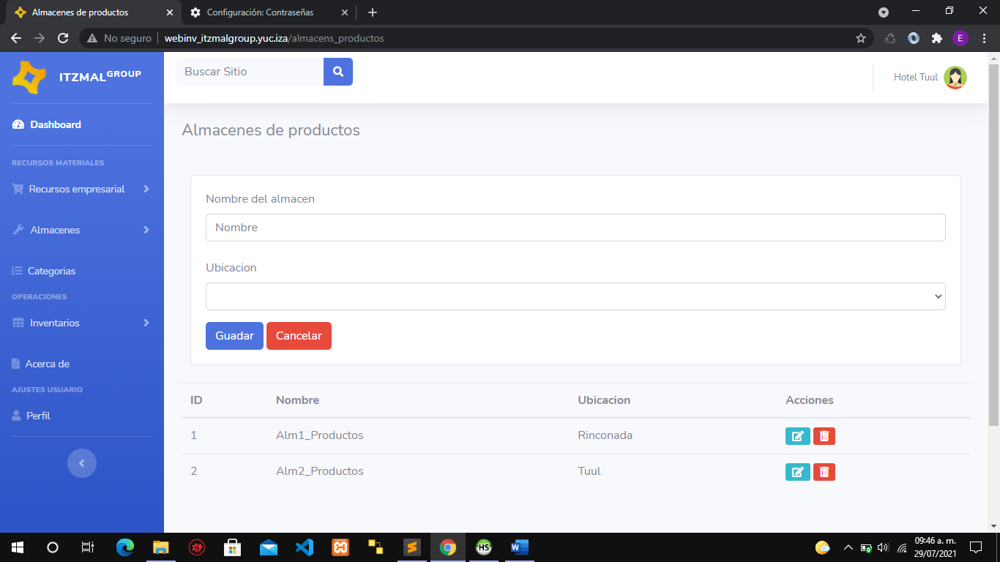 Almacenes de productos
Configuración: Contraseñas
No seguro
webinv_itzmalgroup.yuc.iza/almacens_productos
E
ITZMALGROUP
Buscar Sitio
Hotel Tuul
Dashboard
RECURSOS MATERIALES
Recursos empresarial
Almacenes
Categorias
OPERACIONES
Inventarios
Acerca de
AJUSTES USUARIO
Perfil
Almacenes de productos
Nombre del almacen
Nombre
Ubicacion
Guadar Cancelar
ID Nombre Ubicacion Acciones
1 Alm1_Productos Rinconada
2 Alm2_Productos Tuul
HS
W
09:46 a. m.
29/07/2021